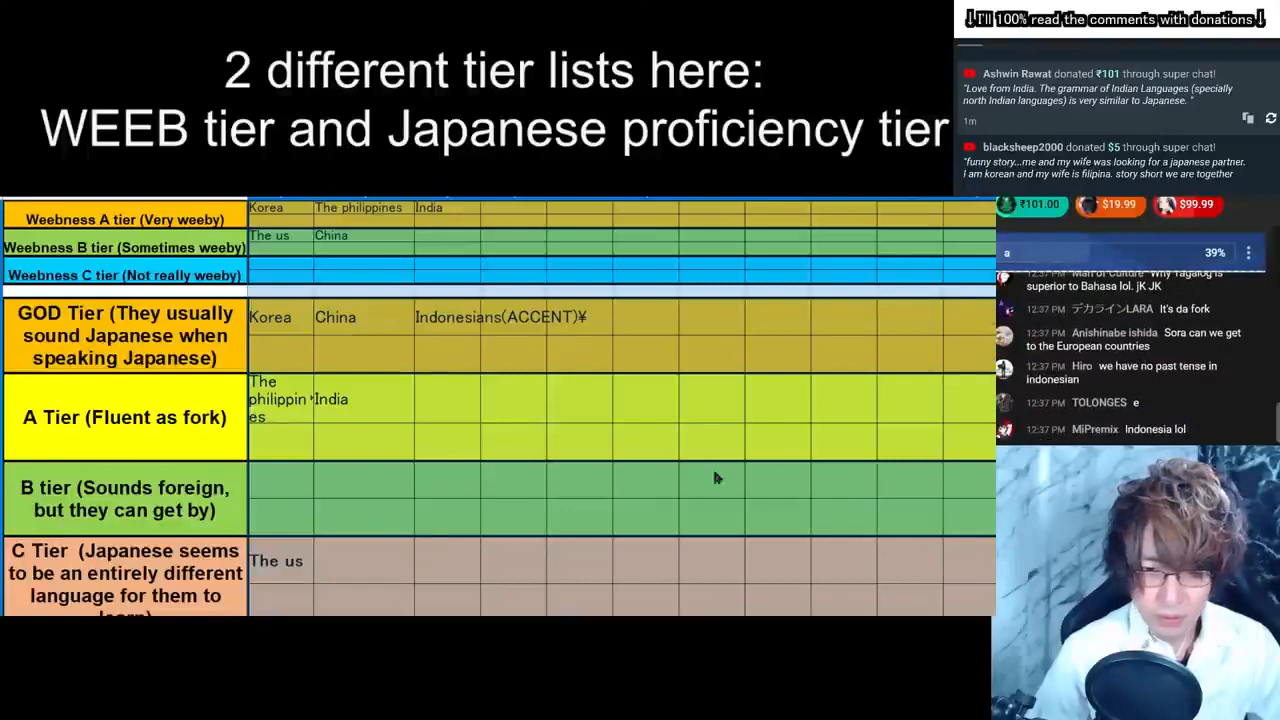 2 different tier lists here:
WEEB tier and Japanese proficiency tier
Weebness A tier (Very weeby)
Korea
The philippines
India
Weebness B tier (Sometimes weeby)
The us
China
Weebness C tier (Not really weeby)
GOD Tier (They usually
sound Japanese when
speaking Japanese)
Korea
China
Indonesians(ACCENT)¥
A Tier (Fluent as fork)
The
philippin
es
India
B tier (Sounds foreign,
but they can get by)
C Tier (Japanese seems
to be an entirely different
language for them to
learn)
The us
↓I'll 100% read the comments with donations↓
Ashwin Rawat donated ₹101 through super chat!
"Love from India. The grammar of Indian Languages (specially
north Indian languages) is very similar to Japanese. "
1m
blacksheep2000 donated $5 through super chat!
"funny story...me and my wife was looking for a japanese partner.
I am korean and my wife is filipina. story short we are together
₹101.00
$19.99
$99.99
a
39%
12:37 PM Man of Culture Why Tagalog is
superior to Bahasa lol. jK JK
12:37 PM デカラインLARA It's da fork
12:37 PM Anishinabe ishida Sora can we get
to the European countries
12:37 PM Hiro we have no past tense in
indonesian
12:37 PM TOLONGES e
12:37 PM MiPremix Indonesia lol